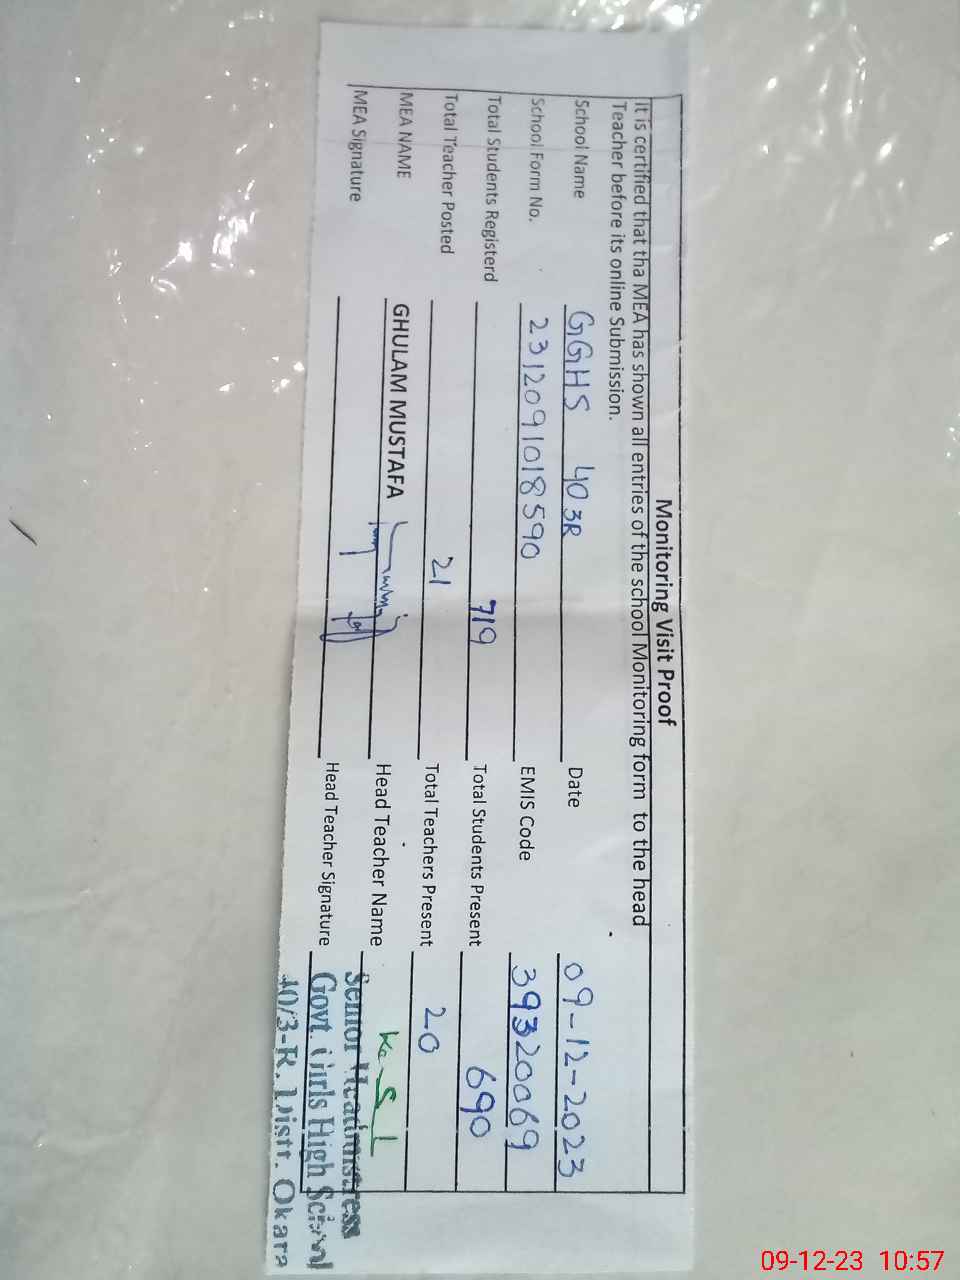 Monitoring Visit Proof
It is certified that tha MEA has shown all entries of the school Monitoring form to the head
Teacher before its online Submission.
School Name GGHS 40 3R Date 09-12-2023
School Form No. 2312091018590 EMIS Code 39320069
Total Students Registerd 719 Total Students Present 690
Total Teacher Posted 21 Total Teachers Present 20
MEA NAME GHULAM MUSTAFA Head Teacher Name
MEA Signature Head Teacher Signature
Senior Headmistress
Govt. Girls High School
40/3-R. Distt. Okara
09-12-23 10:57